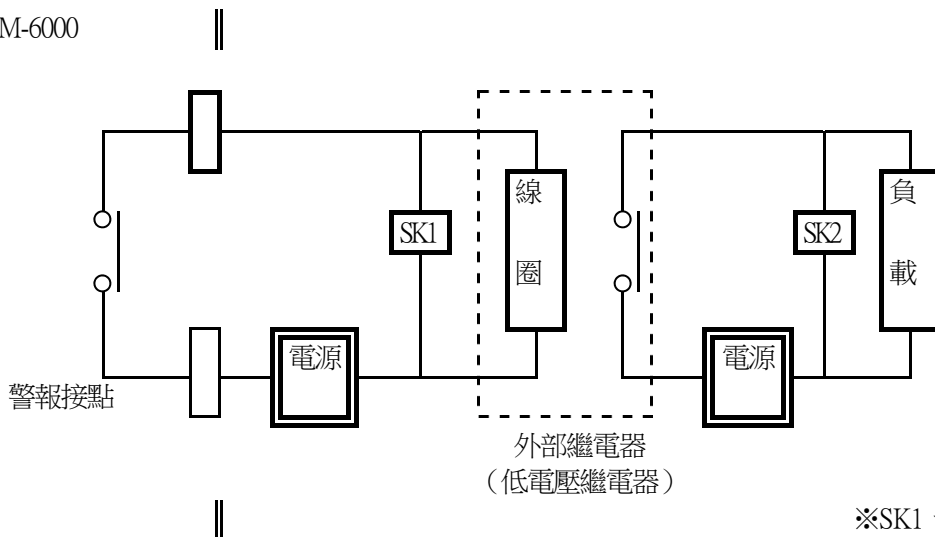 M-6000
線
圈
SK1
電源
警報接點
負
載
SK2
電源
外部繼電器
（低電壓繼電器）
※SK1